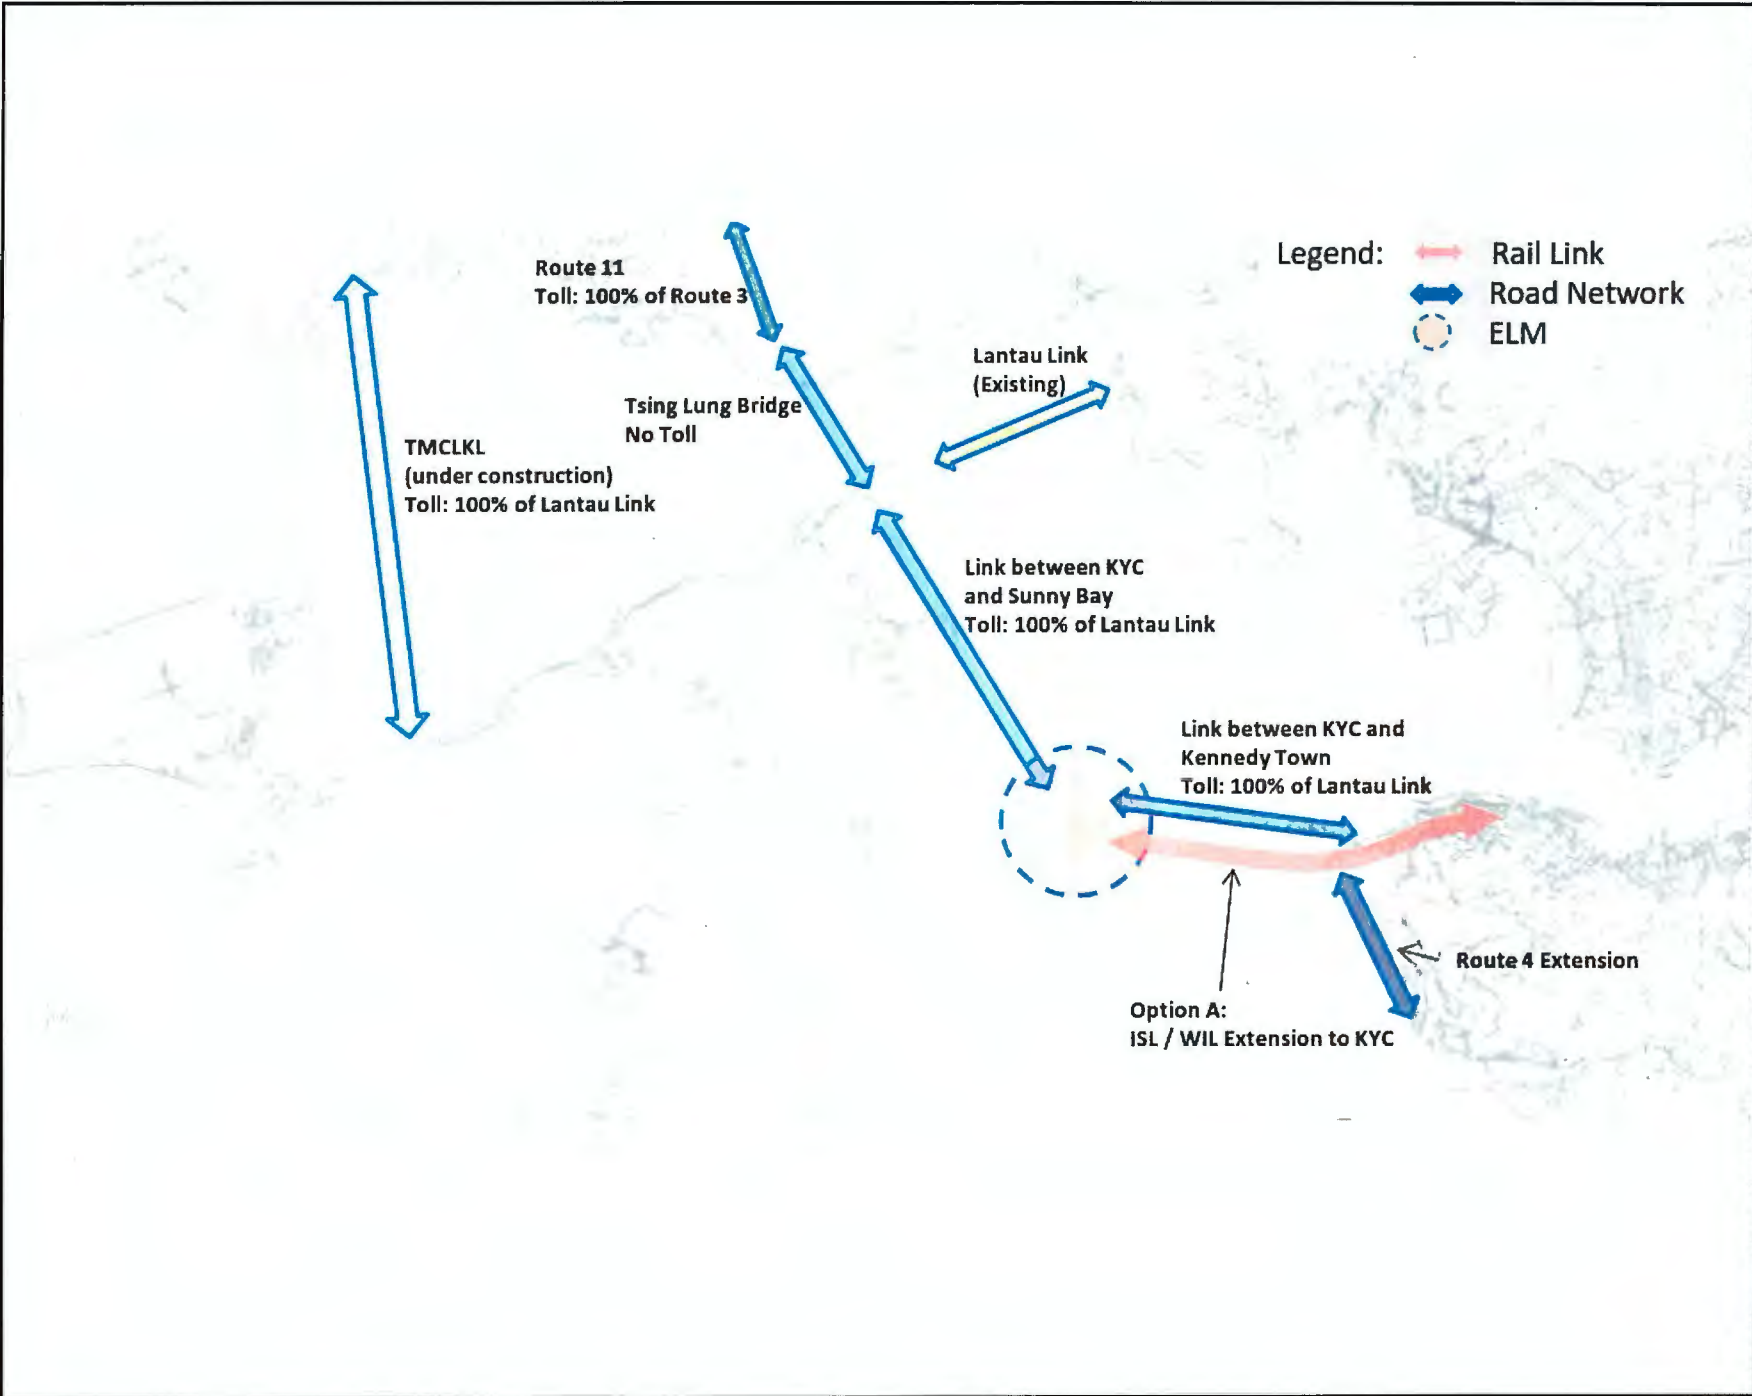 Legend:
Rail Link
Road Network
ELM
Route 11
Toll: 100% of Route 3
Lantau Link
(Existing)
Tsing Lung Bridge
No Toll
TMCLKL
(under construction)
Toll: 100% of Lantau Link
Link between KYC
and Sunny Bay
Toll: 100% of Lantau Link
Link between KYC and
Kennedy Town
Toll: 100% of Lantau Link
Route 4 Extension
Option A:
ISL / WIL Extension to KYC